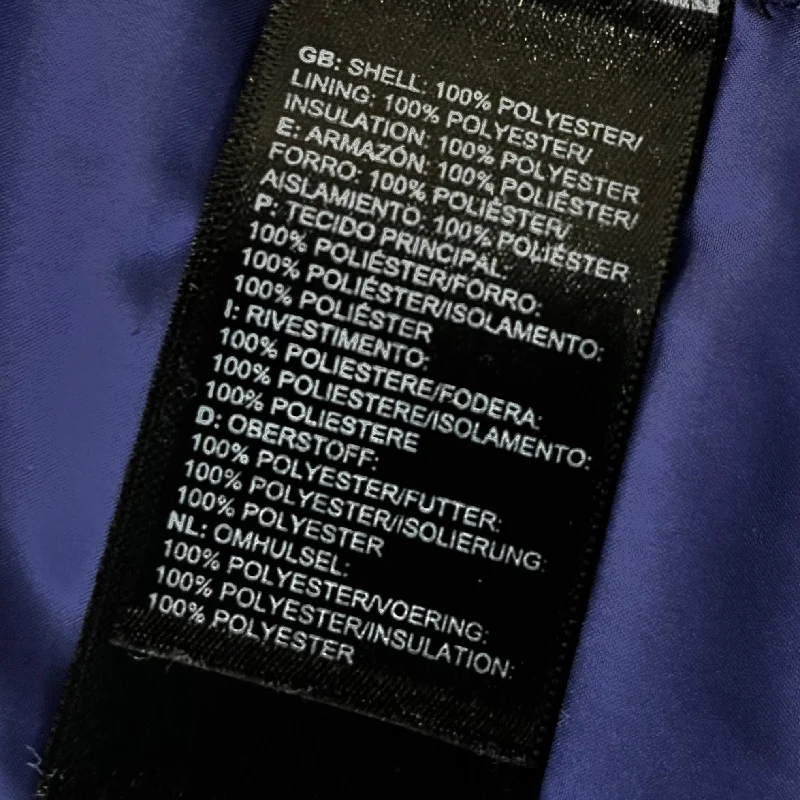 GB: SHELL: 100% POLYESTER/
LINING: 100% POLYESTER/
INSULATION: 100% POLYESTER
E: ARMAZÓN: 100% POLIÉSTER/
FORRO: 100% POLIÉSTER/
AISLAMIENTO: 100% POLIÉSTER
P: TECIDO PRINCIPAL:
100% POLIÉSTER/FORRO:
100% POLIÉSTER/ISOLAMENTO:
100% POLIÉSTER
I: RIVESTIMENTO:
100% POLIESTERE/FODERA:
100% POLIESTERE/ISOLAMENTO:
100% POLIESTERE
D: OBERSTOFF:
100% POLYESTER/FUTTER:
100% POLYESTER/ISOLIERUNG:
100% POLYESTER
NL: OMHULSEL:
100% POLYESTER/VOERING:
100% POLYESTER/INSULATION:
100% POLYESTER